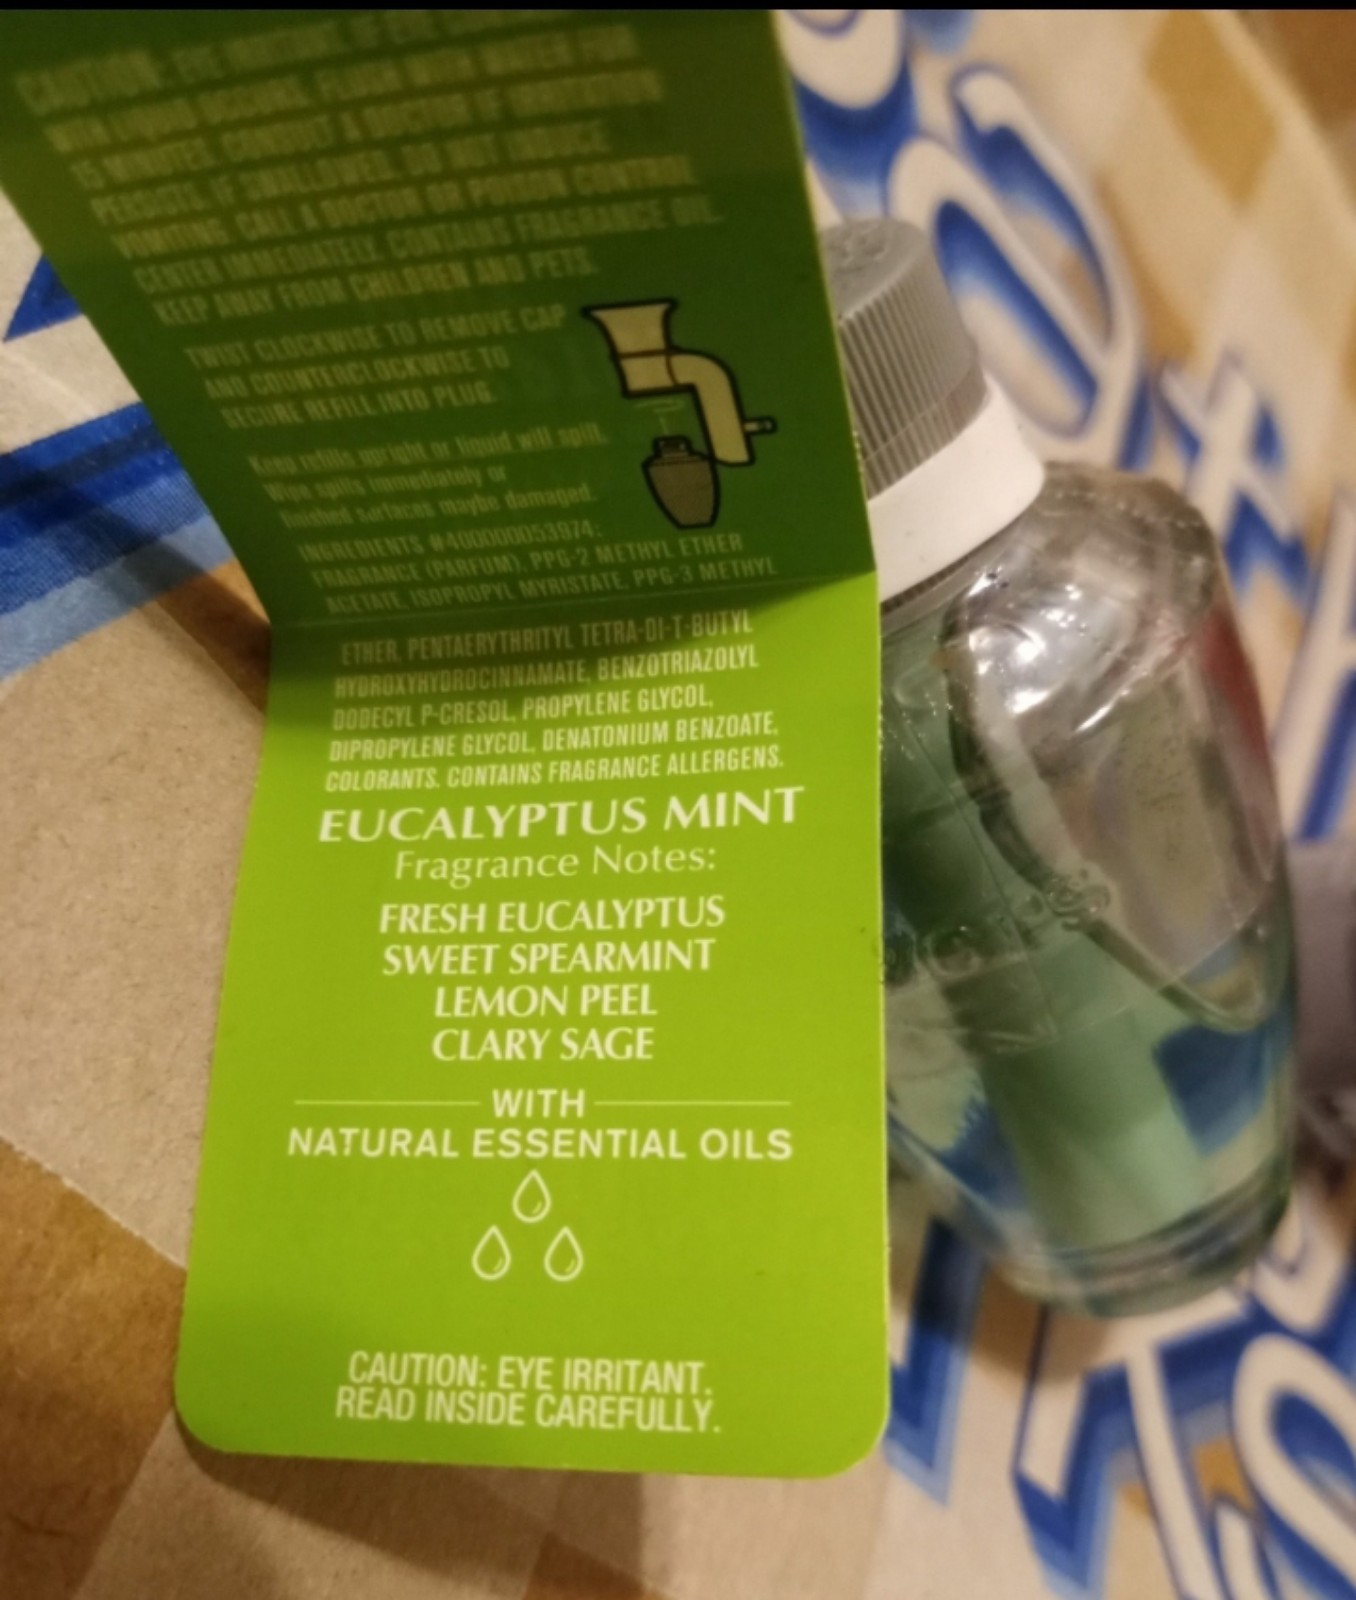 CAUTION: EYE IRRITANT. IF EYE
WITH LIQUID OCCURS, FLUSH WITH WATER FOR
15 MINUTES. CONSULT A DOCTOR IF IRRITATION
PERSISTS. IF SWALLOWED, DO NOT INDUCE
VOMITING. CALL A DOCTOR OR POISON CONTROL
CENTER IMMEDIATELY. CONTAINS FRAGRANCE OIL.
KEEP AWAY FROM CHILDREN AND PETS.
TWIST CLOCKWISE TO REMOVE CAP
AND COUNTERCLOCKWISE TO
SECURE REFILL INTO PLUG.
Keep refills upright or liquid will spill.
Wipe spills immediately or
finished surfaces maybe damaged.
INGREDIENTS #400000053974:
FRAGRANCE (PARFUM), PPG-2 METHYL ETHER
ACETATE, ISOPROPYL MYRISTATE, PPG-3 METHYL
ETHER, PENTAERYTHRITYL TETRA-DI-T-BUTYL
HYDROXYHYDROCINNAMATE, BENZOTRIAZOLYL
DODECYL P-CRESOL, PROPYLENE GLYCOL,
DIPROPYLENE GLYCOL, DENATONIUM BENZOATE,
COLORANTS. CONTAINS FRAGRANCE ALLERGENS.
EUCALYPTUS MINT
Fragrance Notes:
FRESH EUCALYPTUS
SWEET SPEARMINT
LEMON PEEL
CLARY SAGE
WITH
NATURAL ESSENTIAL OILS
CAUTION: EYE IRRITANT.
READ INSIDE CAREFULLY.